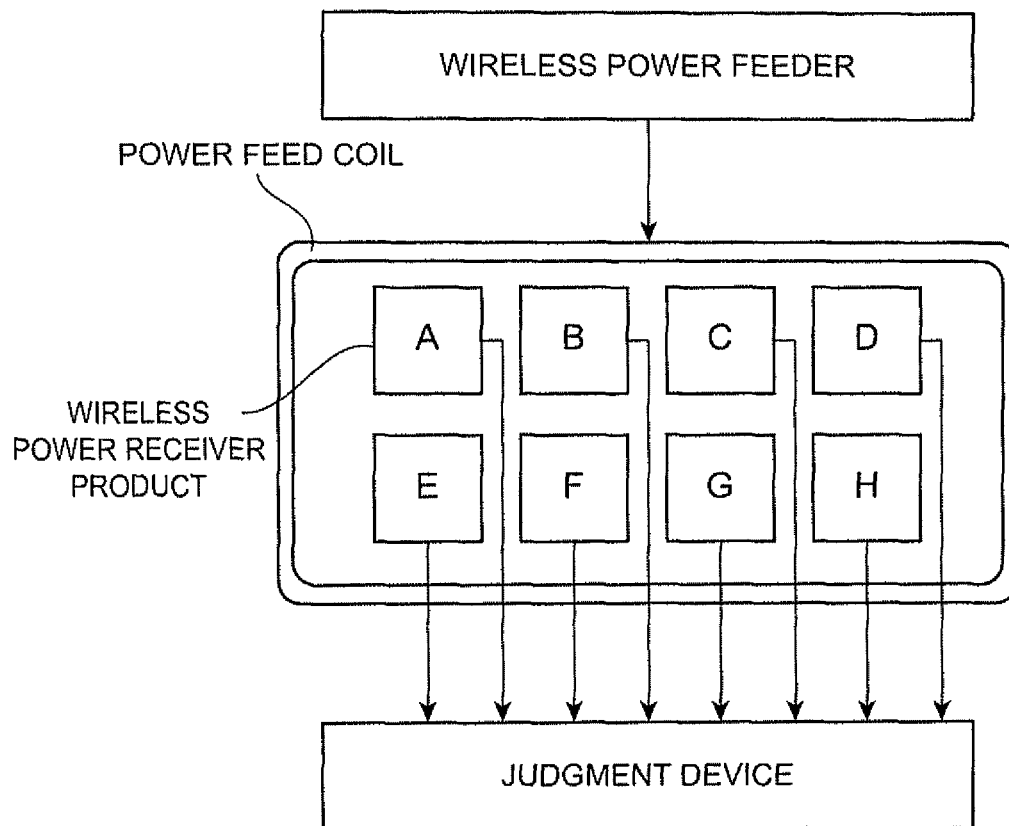 WIRELESS POWER FEEDER
POWER FEED COIL
A B C D
WIRELESS
POWER RECEIVER
PRODUCT
E F G H
JUDGMENT DEVICE